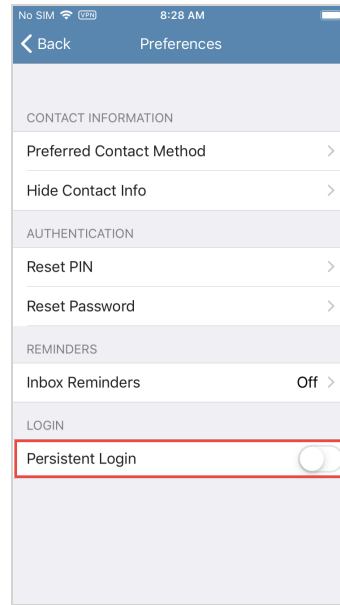 No SIM VPN 8:28 AM
Back Preferences
CONTACT INFORMATION
Preferred Contact Method
Hide Contact Info
AUTHENTICATION
Reset PIN
Reset Password
REMINDERS
Inbox Reminders Off
LOGIN
Persistent Login